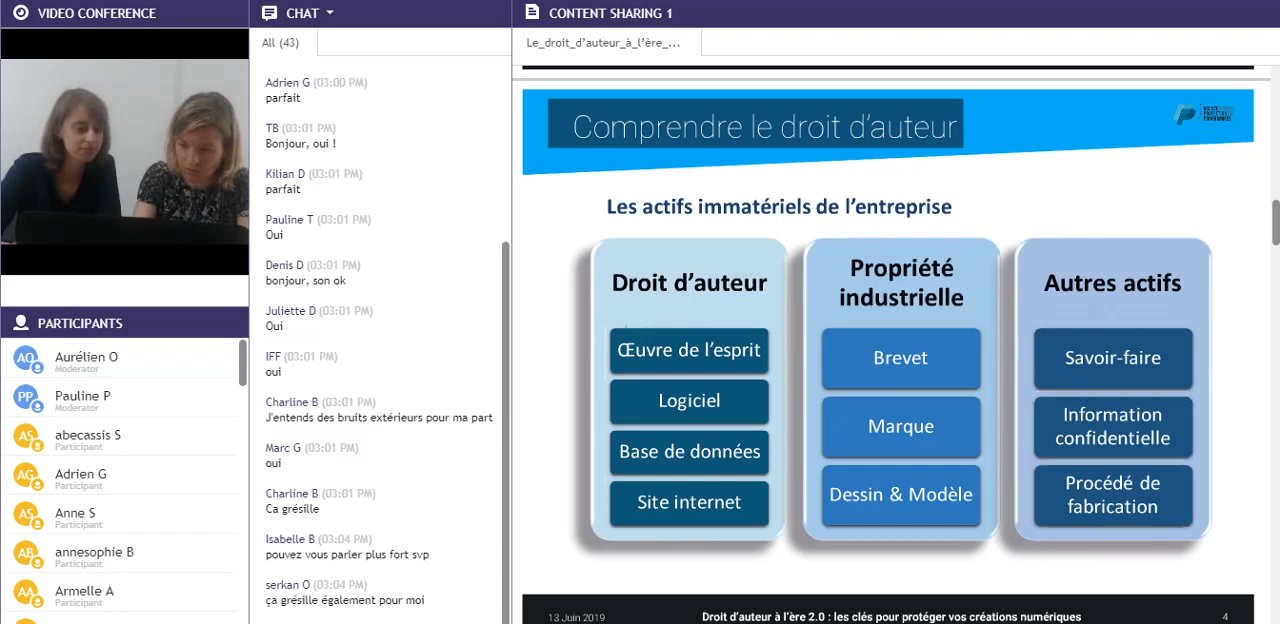 VIDEO CONFERENCE
PARTICIPANTS
AO
Aurélien O
Moderator
PP
Pauline P
Moderator
AS
abecassis S
Participant
AG
Adrien G
Participant
AS
Anne S
Participant
AB
annesophie B
Participant
AA
Armelle A
Participant
CHAT
All (43)
Adrien G (03:00 PM)
parfait
TB (03:01 PM)
Bonjour, oui !
Kilian D (03:01 PM)
parfait
Pauline T (03:01 PM)
Oui
Denis D (03:01 PM)
bonjour, son ok
Juliette D (03:01 PM)
Oui
IFF (03:01 PM)
oui
Charline B (03:01 PM)
J'entends des bruits extérieurs pour ma part
Marc G (03:01 PM)
oui
Charline B (03:01 PM)
Ca grésille
Isabelle B (03:04 PM)
pouvez vous parler plus fort svp
serkan O (03:04 PM)
ça grésille également pour moi
CONTENT SHARING 1
Le_droit_d’auteur_à_l’ère_...
Comprendre le droit d’auteur
Les actifs immatériels de l’entreprise
Droit d’auteur
Œuvre de l’esprit
Logiciel
Base de données
Site internet
Propriété
industrielle
Brevet
Marque
Dessin & Modèle
Autres actifs
Savoir-faire
Information
confidentielle
Procédé de
fabrication
13 Juin 2019
Droit d’auteur à l’ère 2.0 : les clés pour protéger vos créations numériques
4